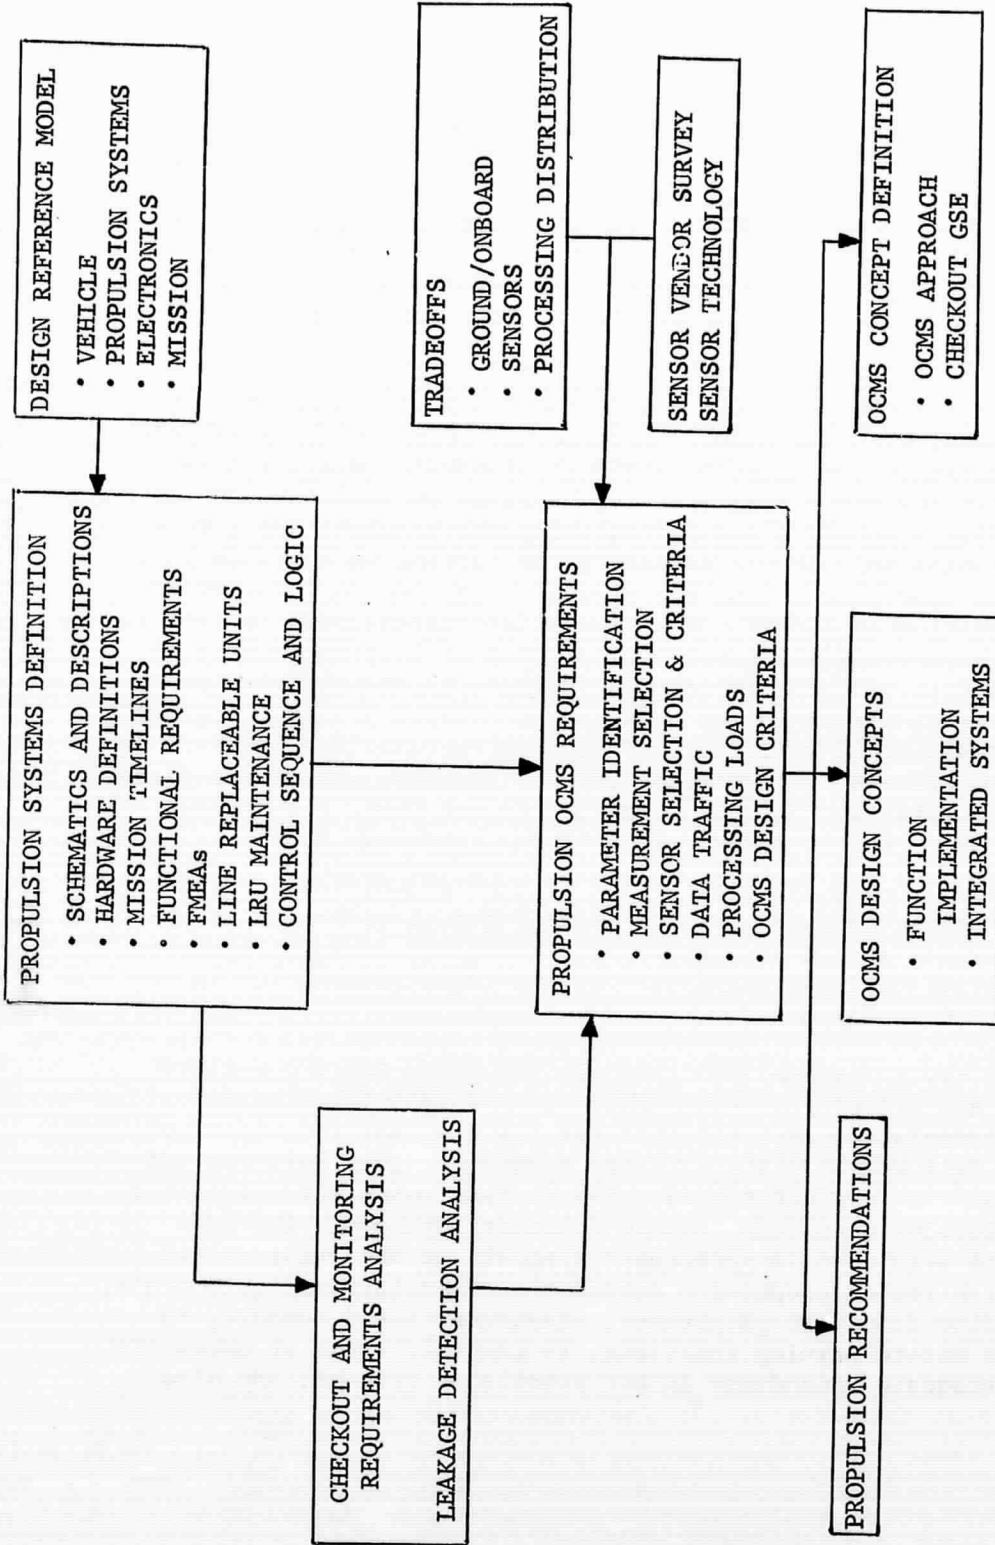 DESIGN REFERENCE MODEL
• VEHICLE
• PROPULSION SYSTEMS
• ELECTRONICS
• MISSION
PROPULSION SYSTEMS DEFINITION
• SCHEMATICS AND DESCRIPTIONS
• HARDWARE DEFINITIONS
• MISSION TIMELINES
• FUNCTIONAL REQUIREMENTS
• FMEAs
• LINE REPLACEABLE UNITS
• LRU MAINTENANCE
• CONTROL SEQUENCE AND LOGIC
CHECKOUT AND MONITORING
REQUIREMENTS ANALYSIS
LEAKAGE DETECTION ANALYSIS
TRADEOFFS
• GROUND/ONBOARD
• SENSORS
• PROCESSING DISTRIBUTION
SENSOR VENDOR SURVEY
SENSOR TECHNOLOGY
PROPULSION OCMS REQUIREMENTS
• PARAMETER IDENTIFICATION
• MEASUREMENT SELECTION
• SENSOR SELECTION & CRITERIA
• DATA TRAFFIC
• PROCESSING LOADS
• OCMS DESIGN CRITERIA
PROPULSION RECOMMENDATIONS
OCMS DESIGN CONCEPTS
• FUNCTION
IMPLEMENTATION
• INTEGRATED SYSTEMS
OCMS CONCEPT DEFINITION
• OCMS APPROACH
• CHECKOUT GSE